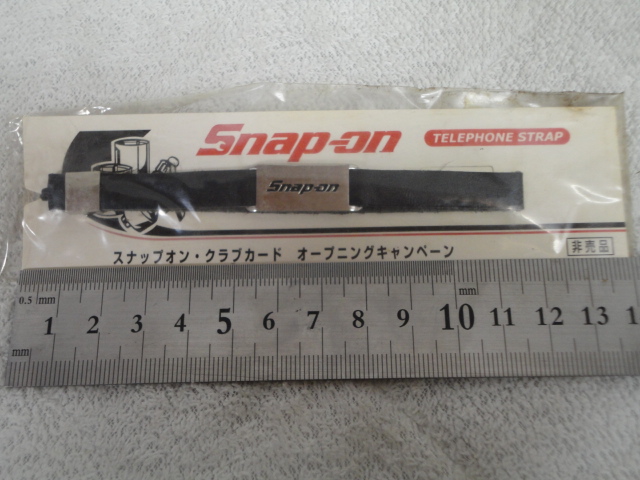 Snap-on
TELEPHONE STRAP
Snap-on
スナップオン・クラブカード オープニングキャンペーン
非売品
0.5 mm
mm
1 2 3 4 5 6 7 8 9 10 11 12 13 1
mm